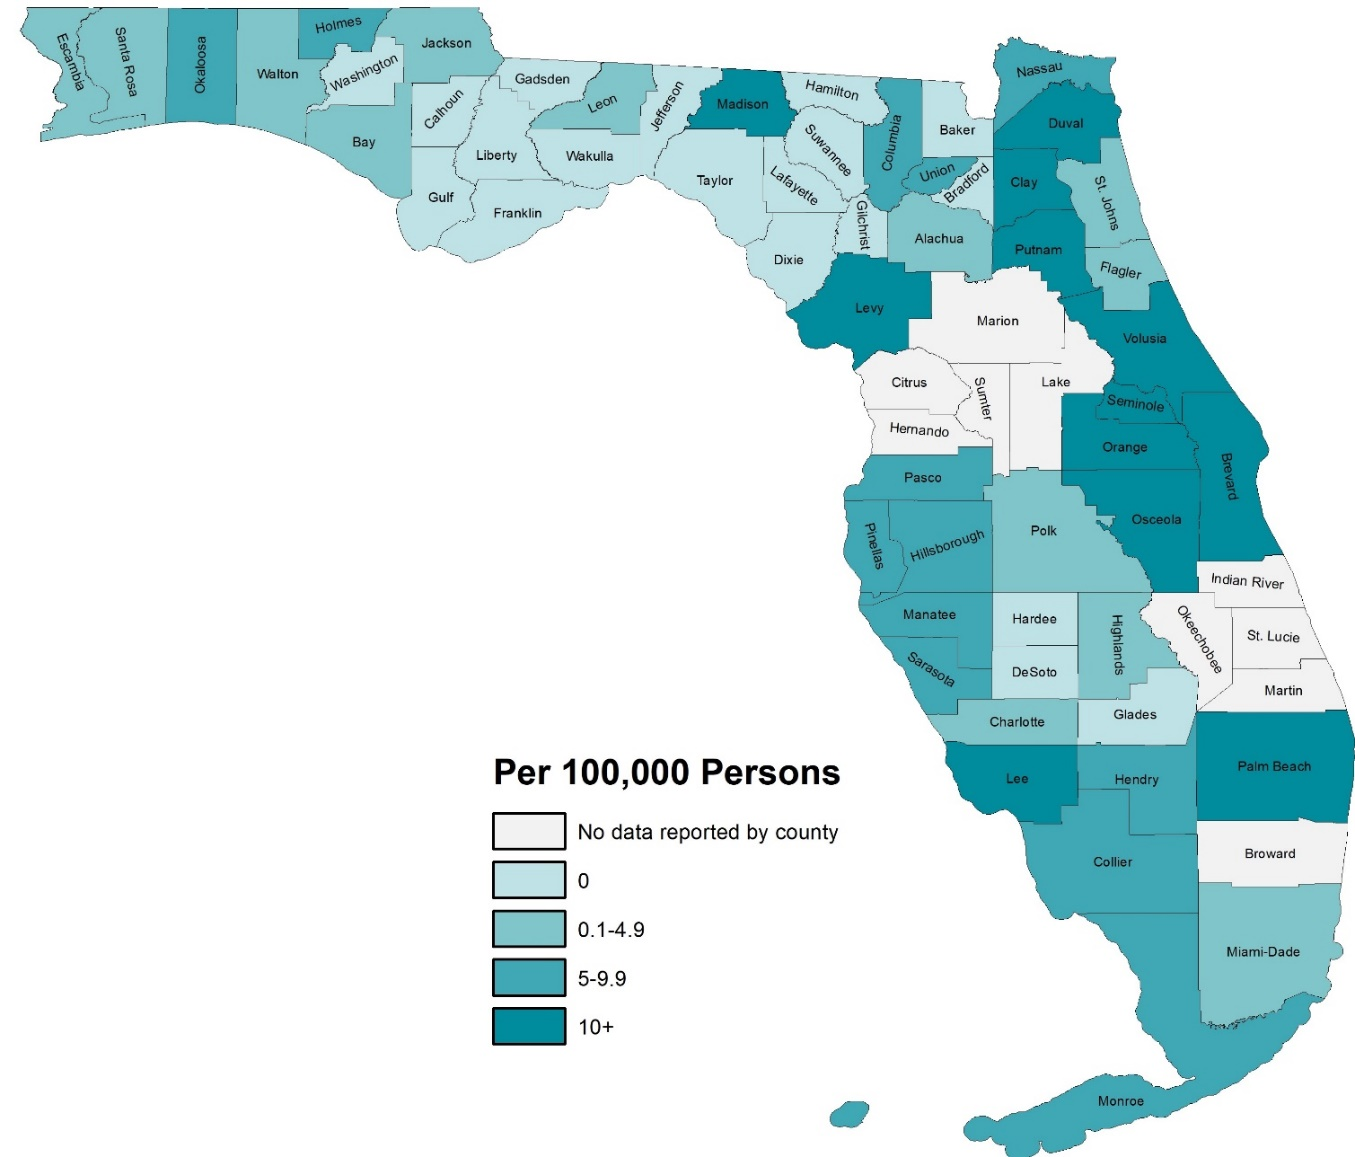 Escambia
Santa Rosa
Okaloosa
Walton
Holmes
Washington
Jackson
Bay
Calhoun
Gulf
Gadsden
Liberty
Franklin
Leon
Wakulla
Jefferson
Madison
Taylor
Hamilton
Suwannee
Lafayette
Dixie
Columbia
Gilchrist
Baker
Union
Bradford
Alachua
Nassau
Duval
Clay
St. Johns
Putnam
Flagler
Levy
Marion
Volusia
Citrus
Sumter
Lake
Seminole
Hernando
Orange
Brevard
Pasco
Pinellas
Hillsborough
Polk
Osceola
Indian River
Manatee
Hardee
Highlands
Okeechobee
St. Lucie
Sarasota
DeSoto
Martin
Charlotte
Glades
Lee
Hendry
Palm Beach
Collier
Broward
Miami-Dade
Monroe
Per 100,000 Persons
No data reported by county
0
0.1-4.9
5-9.9
10+